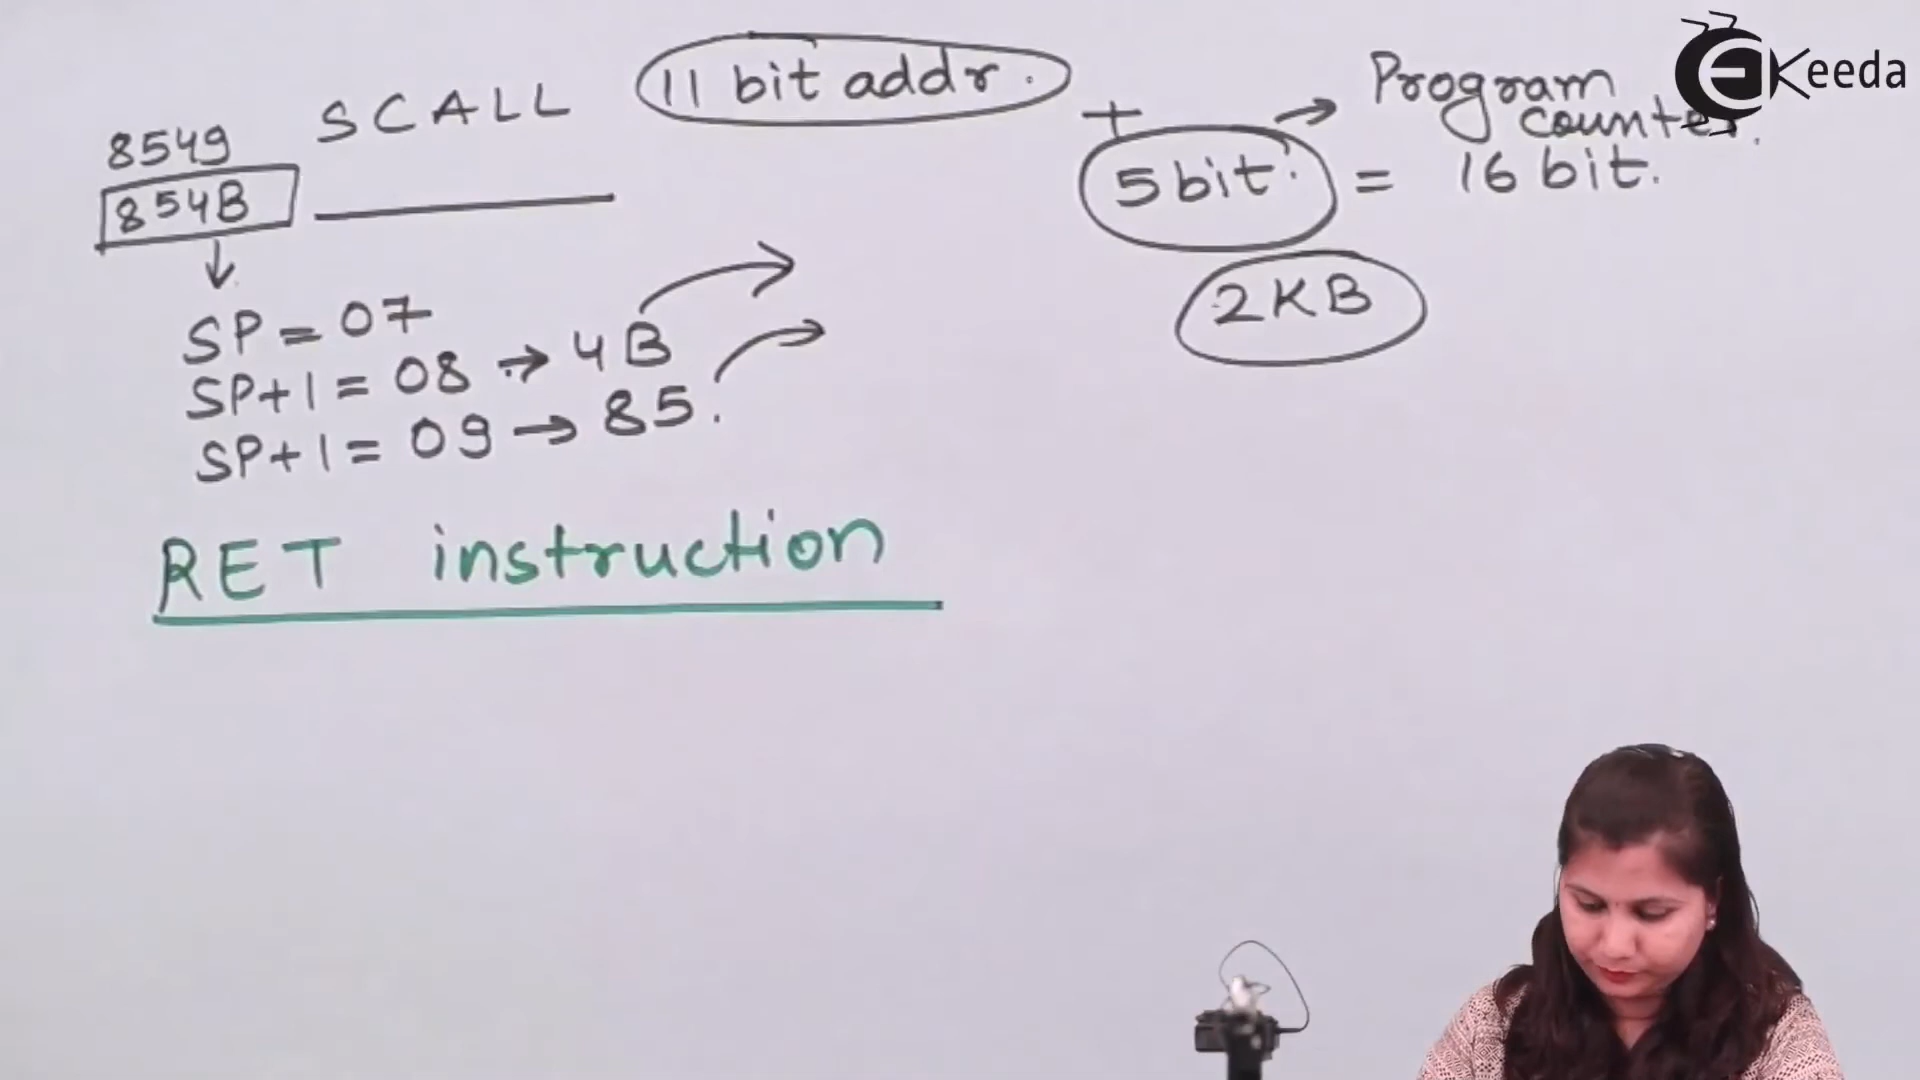 8549 SCALL 11 bit addr. + 5 bit. → Program counter.
= 16 bit.
854B
↓
2KB
SP = 07
SP+1 = 08 → 4B
SP+1 = 09 → 85.
RET instruction
EKeeda